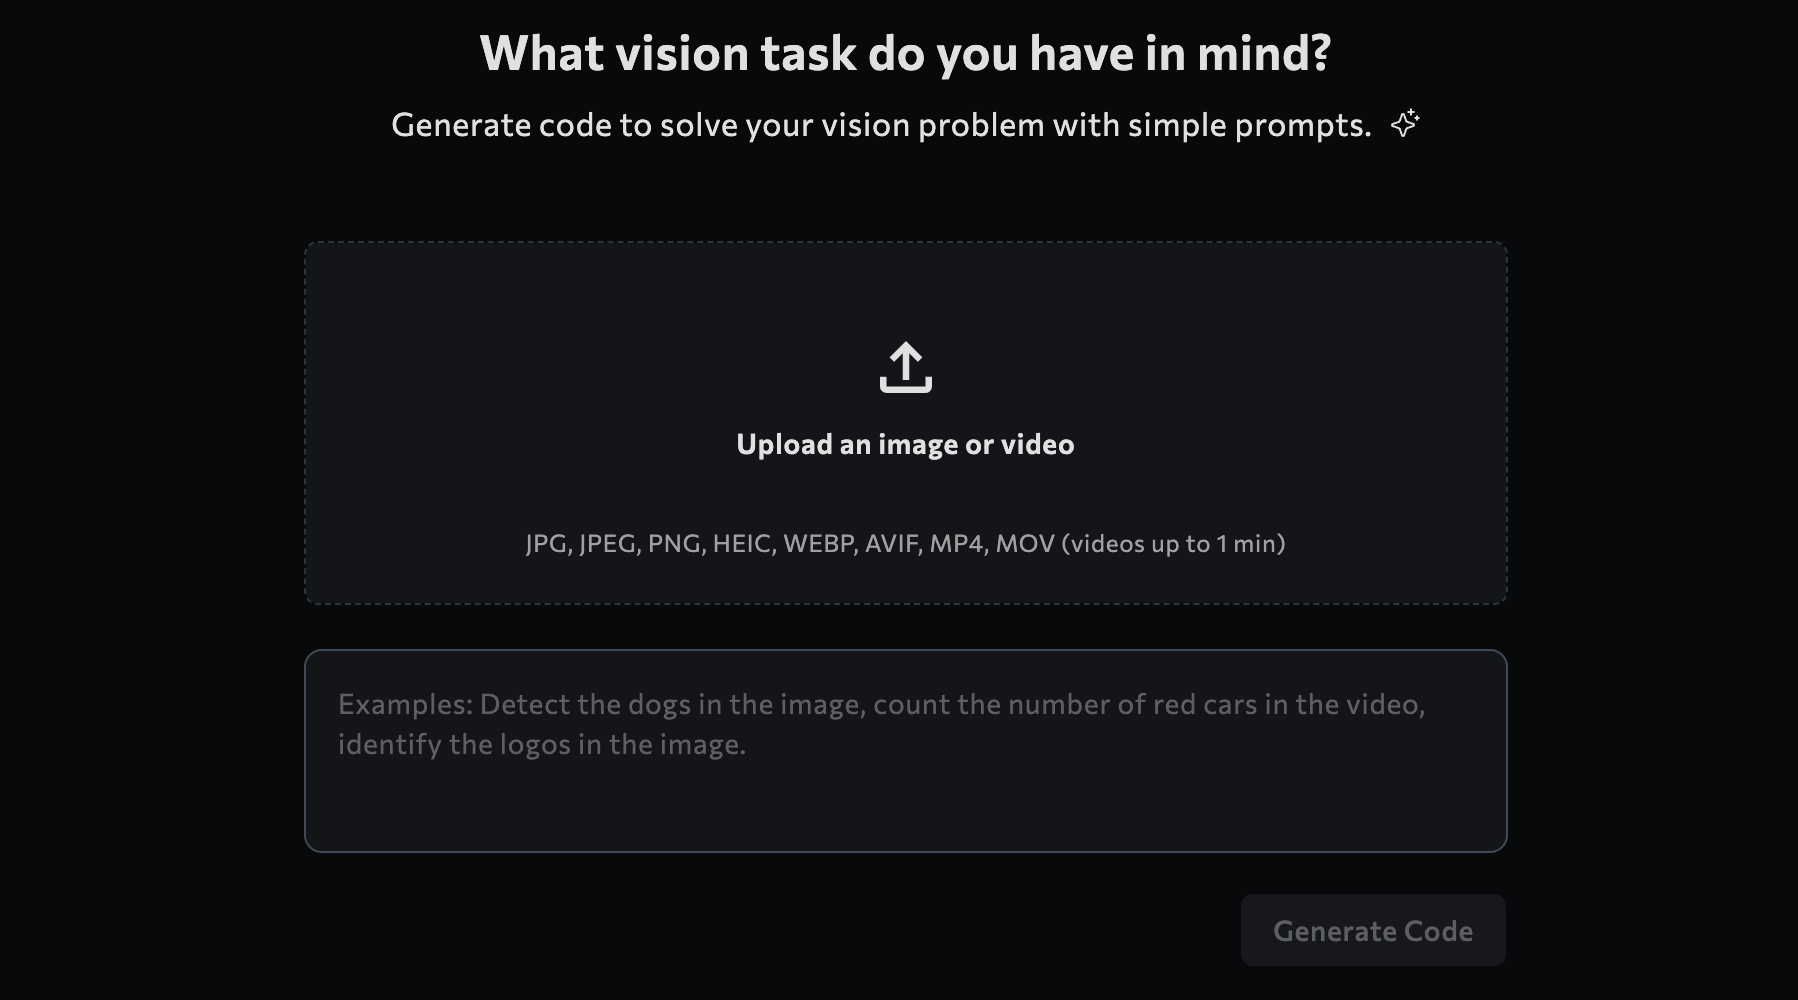 What vision task do you have in mind?
Generate code to solve your vision problem with simple prompts.
Upload an image or video
JPG, JPEG, PNG, HEIC, WEBP, AVIF, MP4, MOV (videos up to 1 min)
Examples: Detect the dogs in the image, count the number of red cars in the video,
identify the logos in the image.
Generate Code